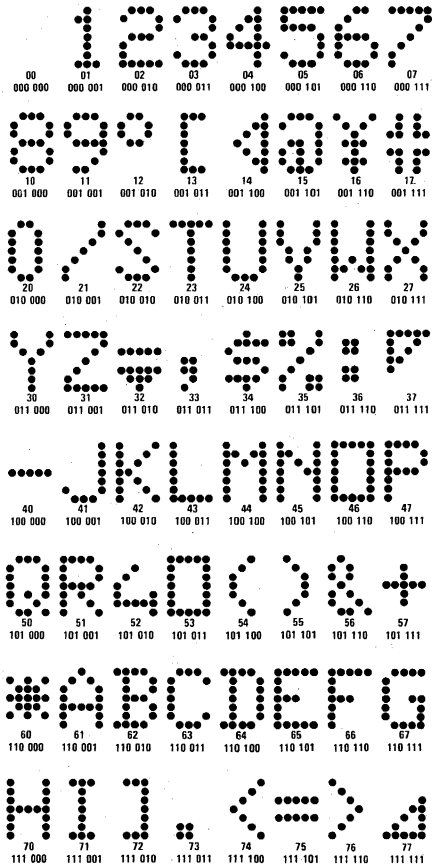 1 2 3 4 5 6 7
00 01 02 03 04 05 06 07
000 000 000 001 000 010 000 011 000 100 000 101 000 110 000 111
8 9 ° [ @ ¥ #
10 11 12 13 14 15 16 17
001 000 001 001 001 010 001 011 001 100 001 101 001 110 001 111
0 / S T U V W X
20 21 22 23 24 25 26 27
010 000 010 001 010 010 010 011 010 100 010 101 010 110 010 111
Y Z ; $ % :
30 31 32 33 34 35 36 37
011 000 011 001 011 010 011 011 011 100 011 101 011 110 011 111
- J K L M N O P
40 41 42 43 44 45 46 47
100 000 100 001 100 010 100 011 100 100 100 101 100 110 100 111
Q R ( ) & +
50 51 52 53 54 55 56 57
101 000 101 001 101 010 101 011 101 100 101 101 101 110 101 111
* A B C D E F G
60 61 62 63 64 65 66 67
110 000 110 001 110 010 110 011 110 100 110 101 110 110 110 111
H I ] . < = >
70 71 72 73 74 75 76 77
111 000 111 001 111 010 111 011 111 100 111 101 111 110 111 111